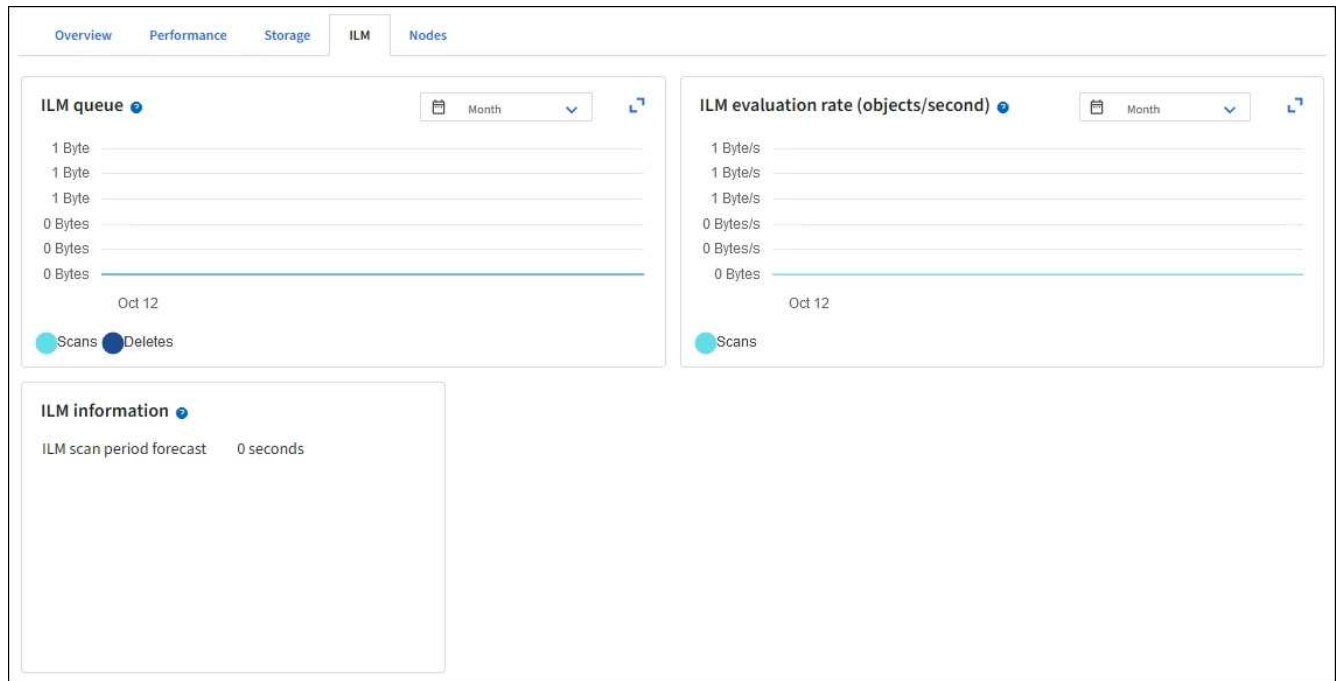 Overview Performance Storage ILM Nodes
ILM queue ? Month
1 Byte
1 Byte
1 Byte
0 Bytes
0 Bytes
0 Bytes
Oct 12
Scans Deletes
ILM evaluation rate (objects/second) ? Month
1 Byte/s
1 Byte/s
1 Byte/s
0 Bytes/s
0 Bytes/s
0 Bytes
Oct 12
Scans
ILM information ?
ILM scan period forecast 0 seconds